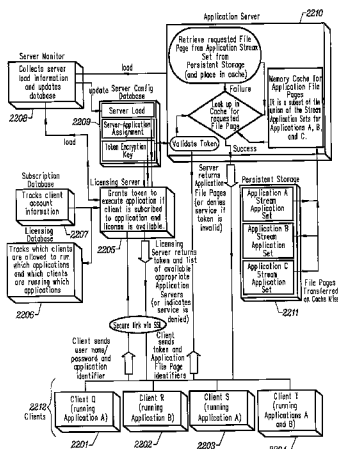 Application Server
2210
Retrieve requested File
Page from Application Stream
Set from
Persistent Storage
(and place in cache)
Failure
Look up in
Cache for
requested File
Page
Memory Cache for
Application File
Pages
(It is a subset of the
union of the Stream
Application Sets for
Applications A, B,
and C.
Validate Token
Success
load
Server Monitor
Collects server
load information
and updates
database
2208
update
Server Config
Database
Server Load
2209
Server-Application
Assignment
Token Encryption
Key
load
Subscription
Database
Tracks client
account
information
2207
Licensing Server
Grants token to
execute application if
client is subscribed
to application and
license is available.
2205
Licensing
Database
Tracks which clients
are allowed to run
which applications
and which clients
are running which
applications
2206
Server
returns
Application
File Pages
(or denies
service if
token is
invalid)
Persistent Storage
Application A
Stream
Application
Set
Application B
Stream
Application
Set
Application C
Stream
Application
Set
2211
File Pages
Transferred
on Cache Miss
Licensing
Server returns
token and list
of available
appropriate
Application
Servers
(or indicates
service is
denied)
Secure link via SSL
Client sends
user name/
password and
application
identifier
Client
sends
token and
Application
File Page
identifiers
2212
Clients
Client Q
(running
Application A)
2201
Client R
(running
Application B)
2202
Client S
(running
Application A)
2203
Client T
(running
Applications A
and B)
2204